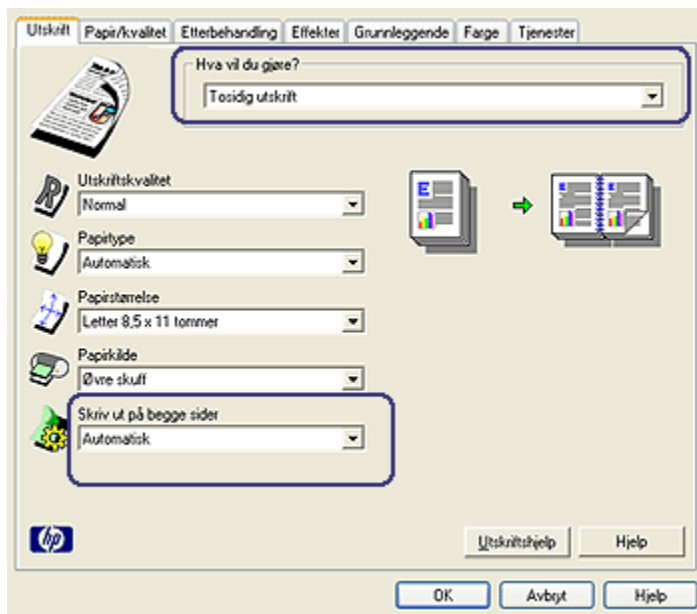 Utskrift Papir/kvalitet Etterbehandling Effekter Grunnleggende Farge Tjenester
Hva vil du gjøre?
Tosidig utskrift
Utskriftskvalitet
Normal
Papirtype
Automatisk
Papirstørrelse
Letter 8,5 x 11 tommer
Papirkilde
Øvre skuff
Skriv ut på begge sider
Automatisk
hp
Utskriftshjelp Hjelp
OK Avbryt Hjelp